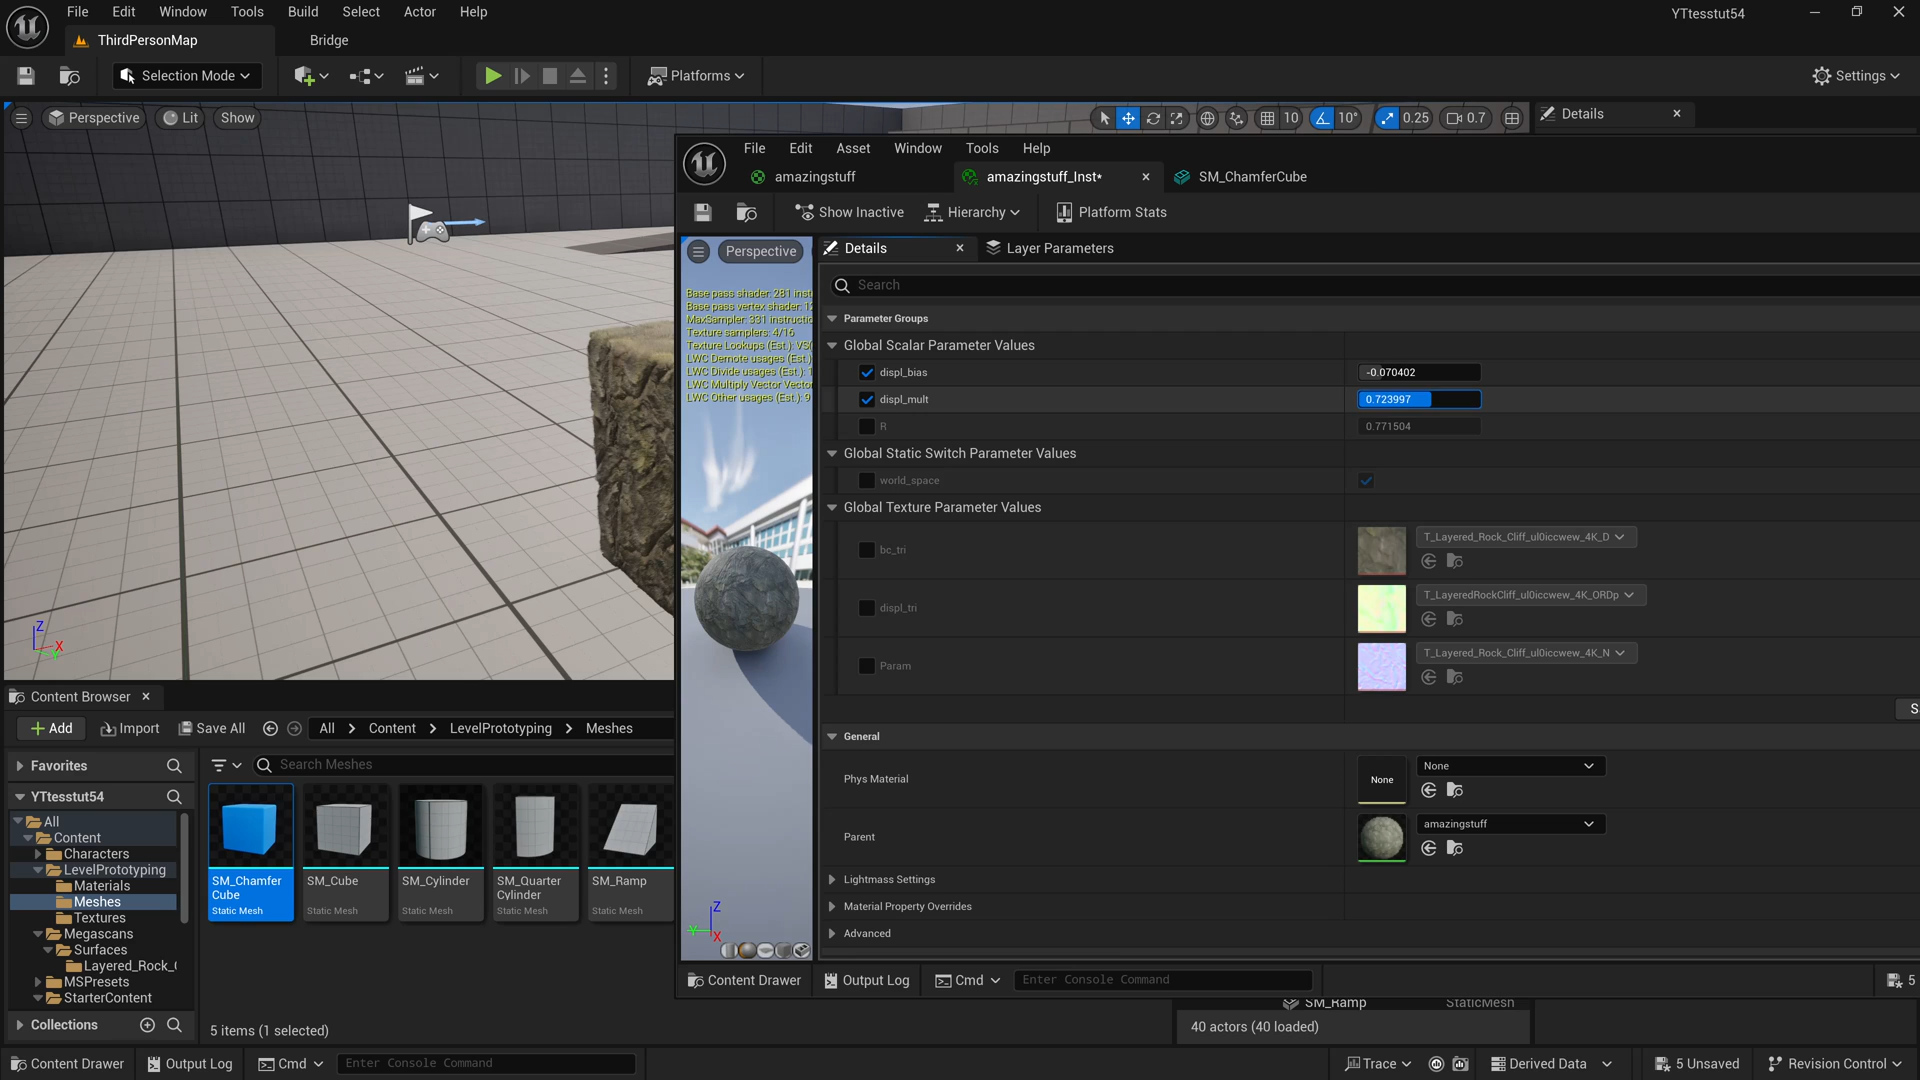 File Edit Window Tools Build Select Actor Help
YTtesstut54
ThirdPersonMap
Bridge
Selection Mode
Platforms
Settings
Perspective
Lit
Show
10
10°
0.25
0.7
Details
File Edit Asset Window Tools Help
amazingstuff
amazingstuff_Inst*
SM_ChamferCube
Show Inactive
Hierarchy
Platform Stats
Perspective
Details
Layer Parameters
Search
Base pass shader: 281 inst
Base pass vertex shader: 1
MaxSampler: 331 instructio
Texture samplers: 4/16
Texture Lookups (Est.): VS(
LWC Demote usages (Est.)
LWC Divide usages (Est.): 1
LWC Multiply Vector Vector
LWC Other usages (Est.): 9
Parameter Groups
Global Scalar Parameter Values
displ_bias
-0.070402
displ_mult
0.723997
R
0.771504
Global Static Switch Parameter Values
world_space
Global Texture Parameter Values
bc_tri
T_Layered_Rock_Cliff_ul0iccwew_4K_D
displ_tri
T_LayeredRockCliff_ul0iccwew_4K_ORDp
Param
T_Layered_Rock_Cliff_ul0iccwew_4K_N
S
General
Phys Material
None
None
Parent
amazingstuff
Lightmass Settings
Material Property Overrides
Advanced
Z
X
Y
Z
Y
X
Content Drawer
Output Log
Cmd
Enter Console Command
5
Content Browser
Add
Import
Save All
All > Content > LevelPrototyping > Meshes
Favorites
Search Meshes
YTtesstut54
All
Content
Characters
LevelPrototyping
Materials
Meshes
Textures
Megascans
Surfaces
Layered_Rock_(
MSPresets
StarterContent
Collections
SM_Chamfer
Cube
Static Mesh
SM_Cube
Static Mesh
SM_Cylinder
Static Mesh
SM_Quarter
Cylinder
Static Mesh
SM_Ramp
Static Mesh
5 items (1 selected)
SM_Ramp
StaticMesh
40 actors (40 loaded)
Content Drawer
Output Log
Cmd
Enter Console Command
Trace
Derived Data
5 Unsaved
Revision Control